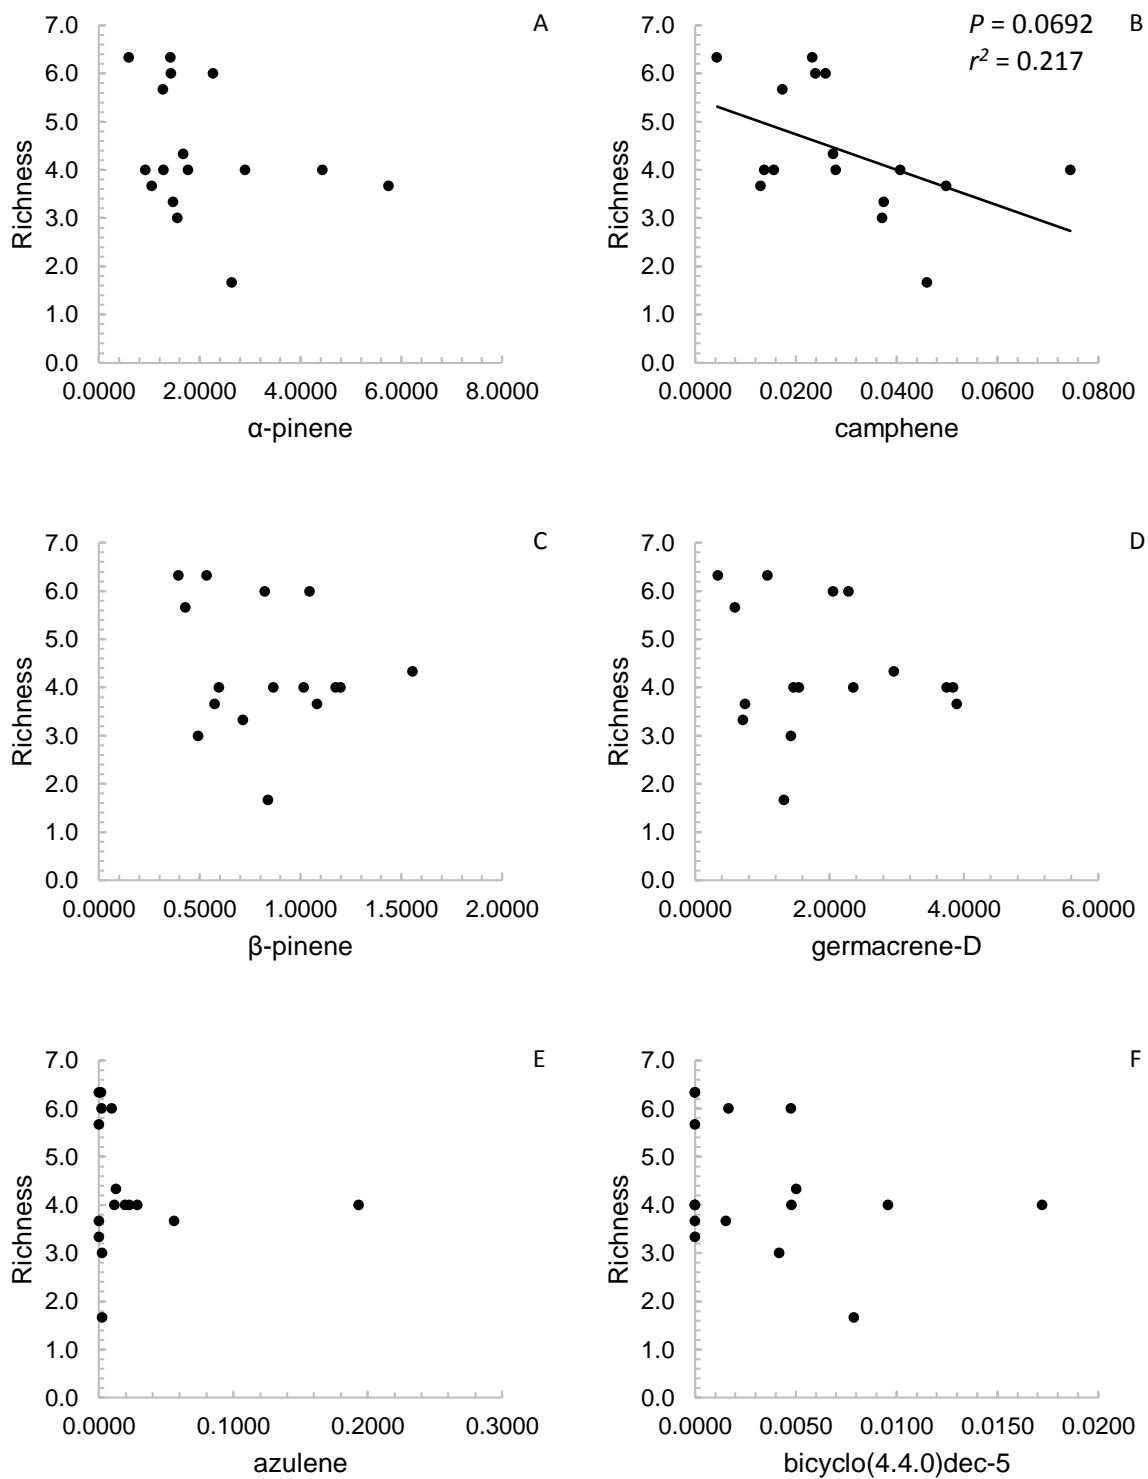 A
7.0
6.0
5.0
4.0
3.0
2.0
1.0
0.0
Richness
0.0000 2.0000 4.0000 6.0000 8.0000
α-pinene
B
P = 0.0692
r² = 0.217
7.0
6.0
5.0
4.0
3.0
2.0
1.0
0.0
Richness
0.0000 0.0200 0.0400 0.0600 0.0800
camphene
C
7.0
6.0
5.0
4.0
3.0
2.0
1.0
0.0
Richness
0.0000 0.5000 1.0000 1.5000 2.0000
β-pinene
D
7.0
6.0
5.0
4.0
3.0
2.0
1.0
0.0
Richness
0.0000 2.0000 4.0000 6.0000
germacrene-D
E
7.0
6.0
5.0
4.0
3.0
2.0
1.0
0.0
Richness
0.0000 0.1000 0.2000 0.3000
azulene
F
7.0
6.0
5.0
4.0
3.0
2.0
1.0
0.0
Richness
0.0000 0.0050 0.0100 0.0150 0.0200
bicyclo(4.4.0)dec-5